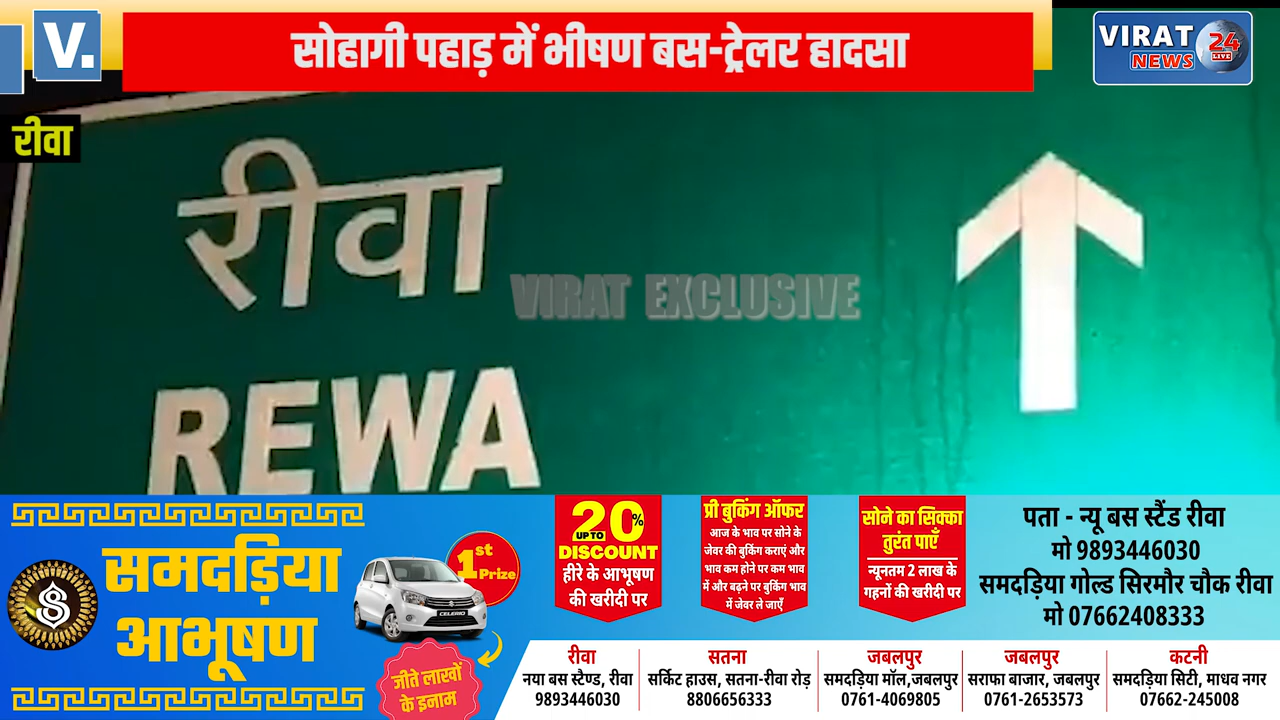 V.
सोहागी पहाड़ में भीषण बस-ट्रेलर हादसा
VIRAT
NEWS
24
LIVE
रीवा
रीवा
REWA
VIRAT EXCLUSIVE
समदड़िया
आभूषण
S
1st
Prize
CELERIO
जीते लाखों
के इनाम
20%
UP TO
DISCOUNT
हीरे के आभूषण
की खरीदी पर
प्री बुकिंग ऑफर
आज के भाव पर सोने के
जेवर की बुकिंग कराएं और
भाव कम होने पर कम भाव
में और बढ़ने पर बुकिंग भाव
में जेवर ले जाएँ
सोने का सिक्का
तुरंत पाएँ
न्यूनतम 2 लाख के
गहनों की खरीदी पर
पता - न्यू बस स्टैंड रीवा
मो 9893446030
समदड़िया गोल्ड सिरमौर चौक रीवा
मो 07662408333
रीवा
नया बस स्टैण्ड, रीवा
9893446030
सतना
सर्किट हाउस, सतना-रीवा रोड़
8806656333
जबलपुर
समदड़िया मॉल,जबलपुर
0761-4069805
जबलपुर
सराफा बाजार, जबलपुर
0761-2653573
कटनी
समदड़िया सिटी, माधव नगर
07662-245008